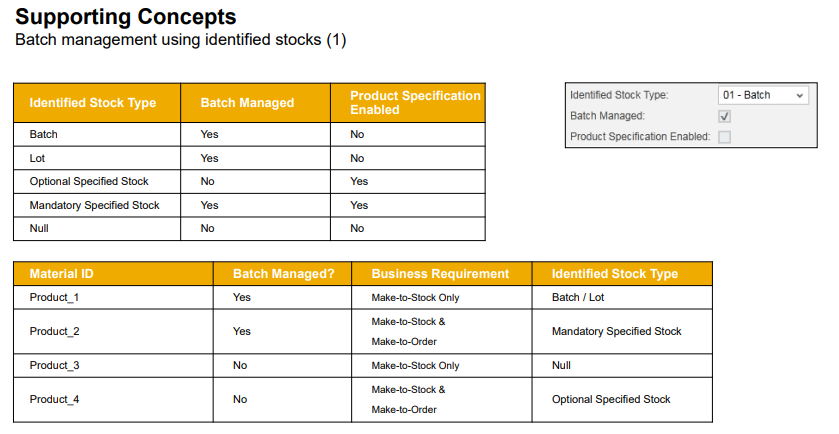 Supporting Concepts
Batch management using identified stocks (1)
Identified Stock Type Batch Managed Product Specification Enabled
Batch Yes No
Lot Yes No
Optional Specified Stock No Yes
Mandatory Specified Stock Yes Yes
Null No No
Identified Stock Type: 01 - Batch
Batch Managed:
Product Specification Enabled:
Material ID Batch Managed? Business Requirement Identified Stock Type
Product_1 Yes Make-to-Stock Only Batch / Lot
Product_2 Yes Make-to-Stock & Make-to-Order Mandatory Specified Stock
Product_3 No Make-to-Stock Only Null
Product_4 No Make-to-Stock & Make-to-Order Optional Specified Stock